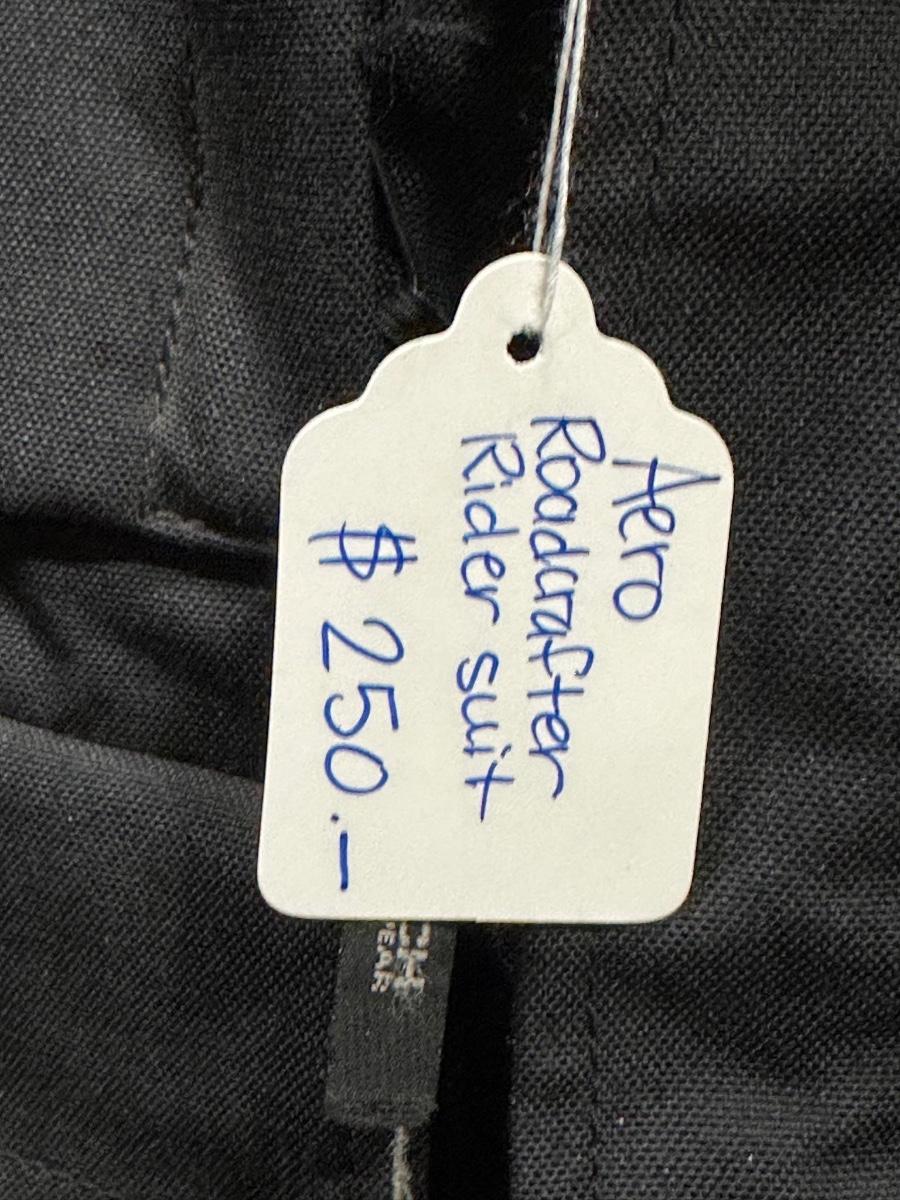 Aero
Roadcrafter
Rider suit
$250.—